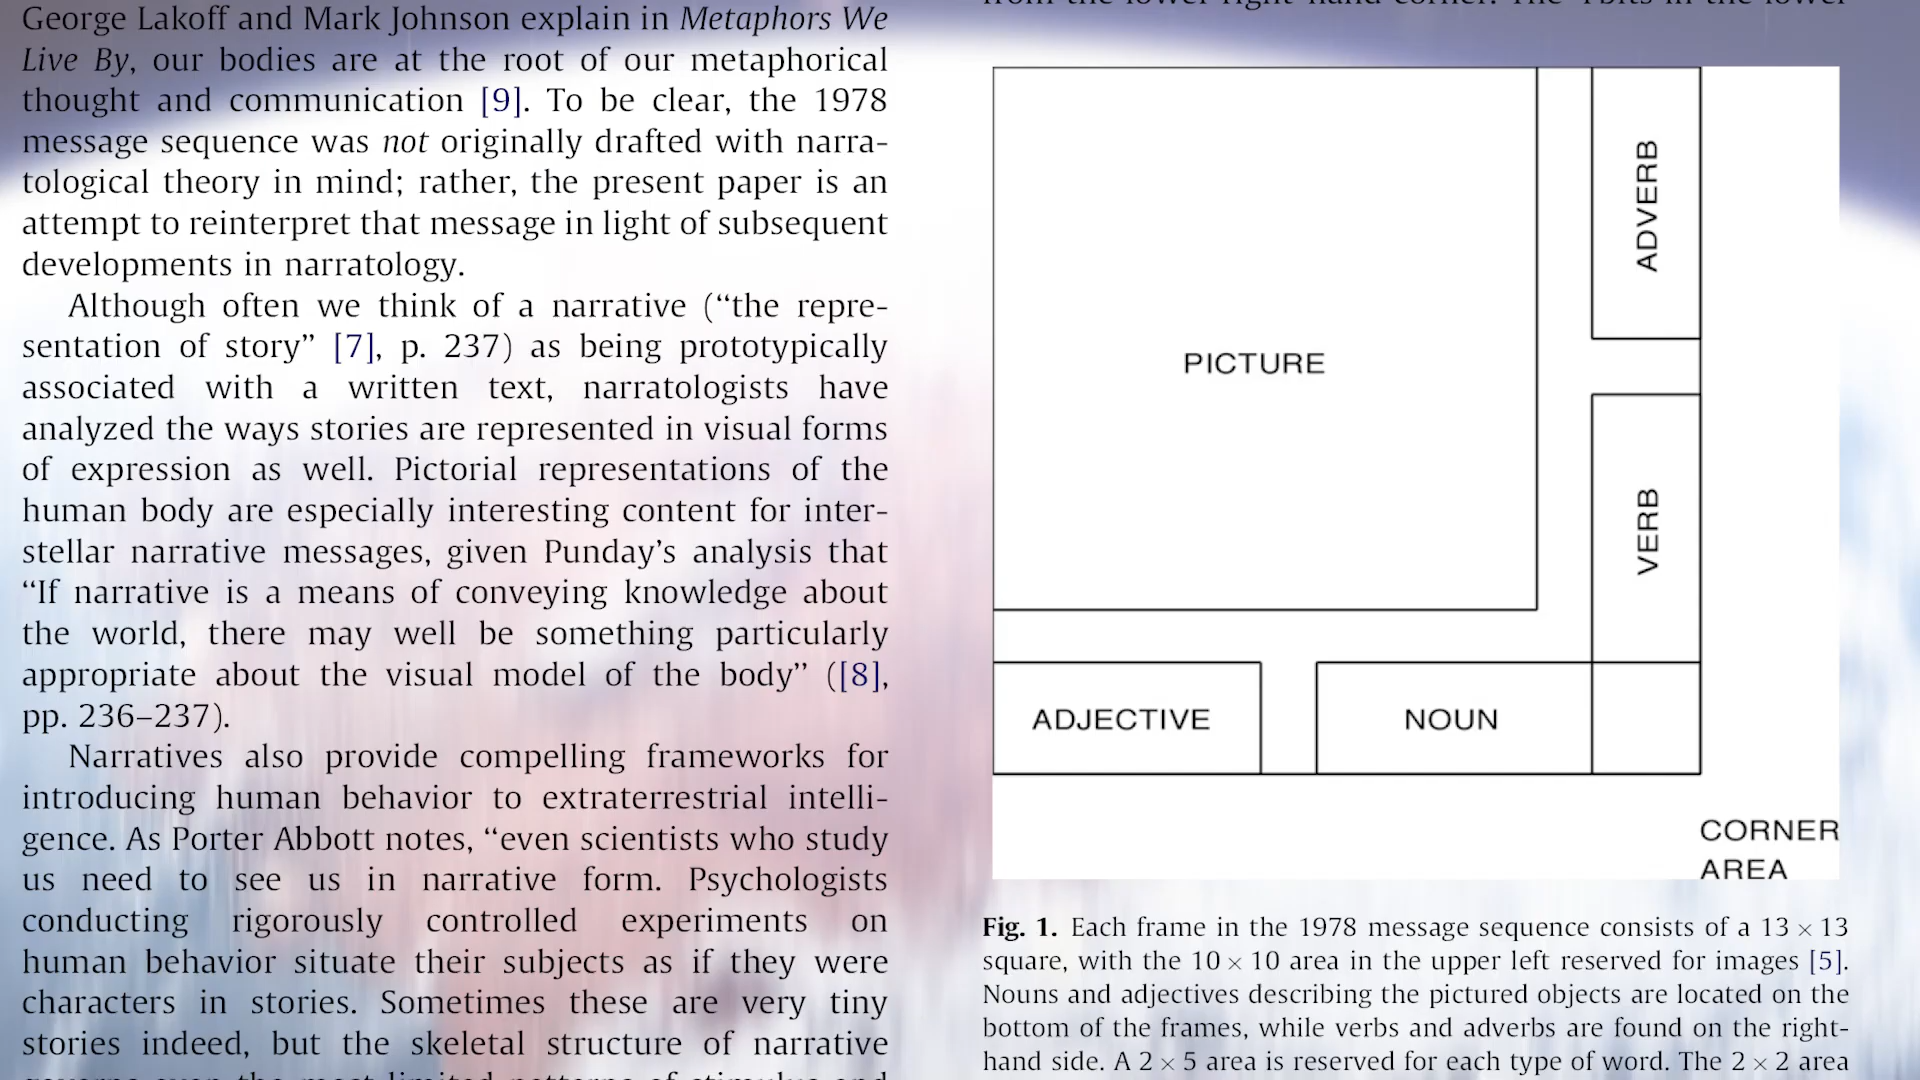 George Lakoff and Mark Johnson explain in Metaphors We
Live By, our bodies are at the root of our metaphorical
thought and communication [9]. To be clear, the 1978
message sequence was not originally drafted with narra-
tological theory in mind; rather, the present paper is an
attempt to reinterpret that message in light of subsequent
developments in narratology.
Although often we think of a narrative (“the repre-
sentation of story” [7], p. 237) as being prototypically
associated with a written text, narratologists have
analyzed the ways stories are represented in visual forms
of expression as well. Pictorial representations of the
human body are especially interesting content for inter-
stellar narrative messages, given Punday’s analysis that
“If narrative is a means of conveying knowledge about
the world, there may well be something particularly
appropriate about the visual model of the body” ([8],
pp. 236–237).
Narratives also provide compelling frameworks for
introducing human behavior to extraterrestrial intelli-
gence. As Porter Abbott notes, “even scientists who study
us need to see us in narrative form. Psychologists
conducting rigorously controlled experiments on
human behavior situate their subjects as if they were
characters in stories. Sometimes these are very tiny
stories indeed, but the skeletal structure of narrative
from the lower right-hand corner. The
in the lower
PICTURE
ADVERB
VERB
ADJECTIVE
NOUN
CORNER
AREA
Fig. 1. Each frame in the 1978 message sequence consists of a 13 × 13
square, with the 10 × 10 area in the upper left reserved for images [5].
Nouns and adjectives describing the pictured objects are located on the
bottom of the frames, while verbs and adverbs are found on the right-
hand side. A 2 × 5 area is reserved for each type of word. The 2 × 2 area